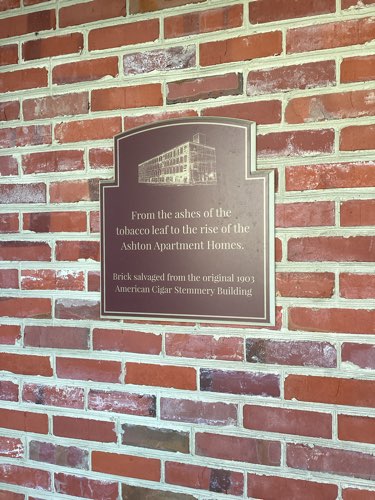 From the ashes of the
tobacco leaf to the rise of the
Ashton Apartment Homes.
Brick salvaged from the original 1903
American Cigar Stemmery Building